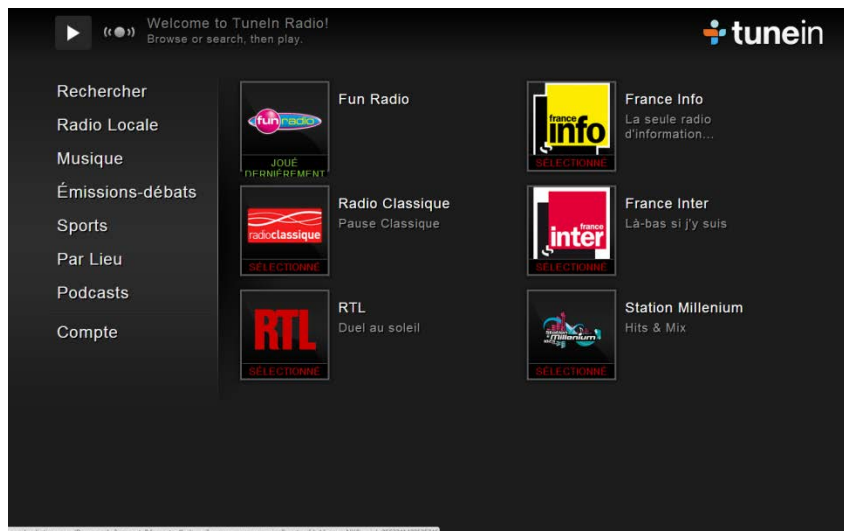 Welcome to TuneIn Radio!
Browse or search, then play.
tunein
Rechercher
Radio Locale
Musique
Émissions-débats
Sports
Par Lieu
Podcasts
Compte
fun radio
JOUÉ
DERNIÈREMENT
Fun Radio
france
info
SÉLECTIONNÉ
France Info
La seule radio
d'information...
radioclassique
SÉLECTIONNÉ
Radio Classique
Pause Classique
france
inter
SÉLECTIONNÉ
France Inter
Là-bas si j'y suis
RTL
SÉLECTIONNÉ
RTL
Duel au soleil
Millenium
SÉLECTIONNÉ
Station Millenium
Hits & Mix